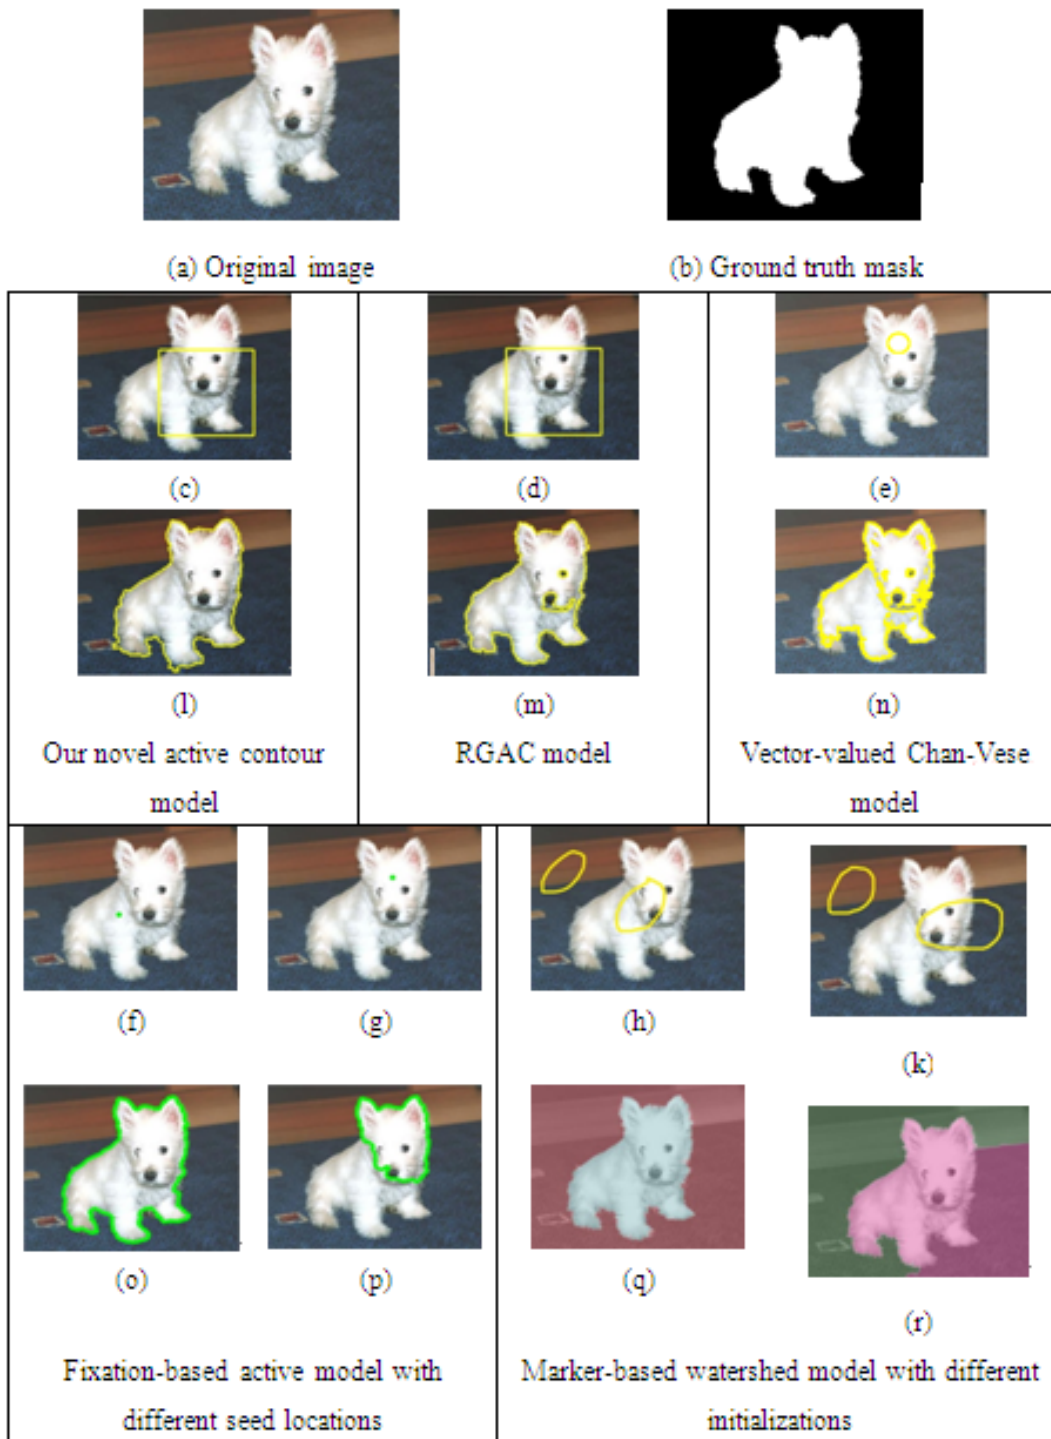 (a) Original image
(b) Ground truth mask
(c)
(d)
(e)
(l)
(m)
(n)
Our novel active contour
model
RGAC model
Vector-valued Chan-Vese
model
(f)
(g)
(h)
(k)
(o)
(p)
(q)
(r)
Fixation-based active model with
different seed locations
Marker-based watershed model with different
initializations